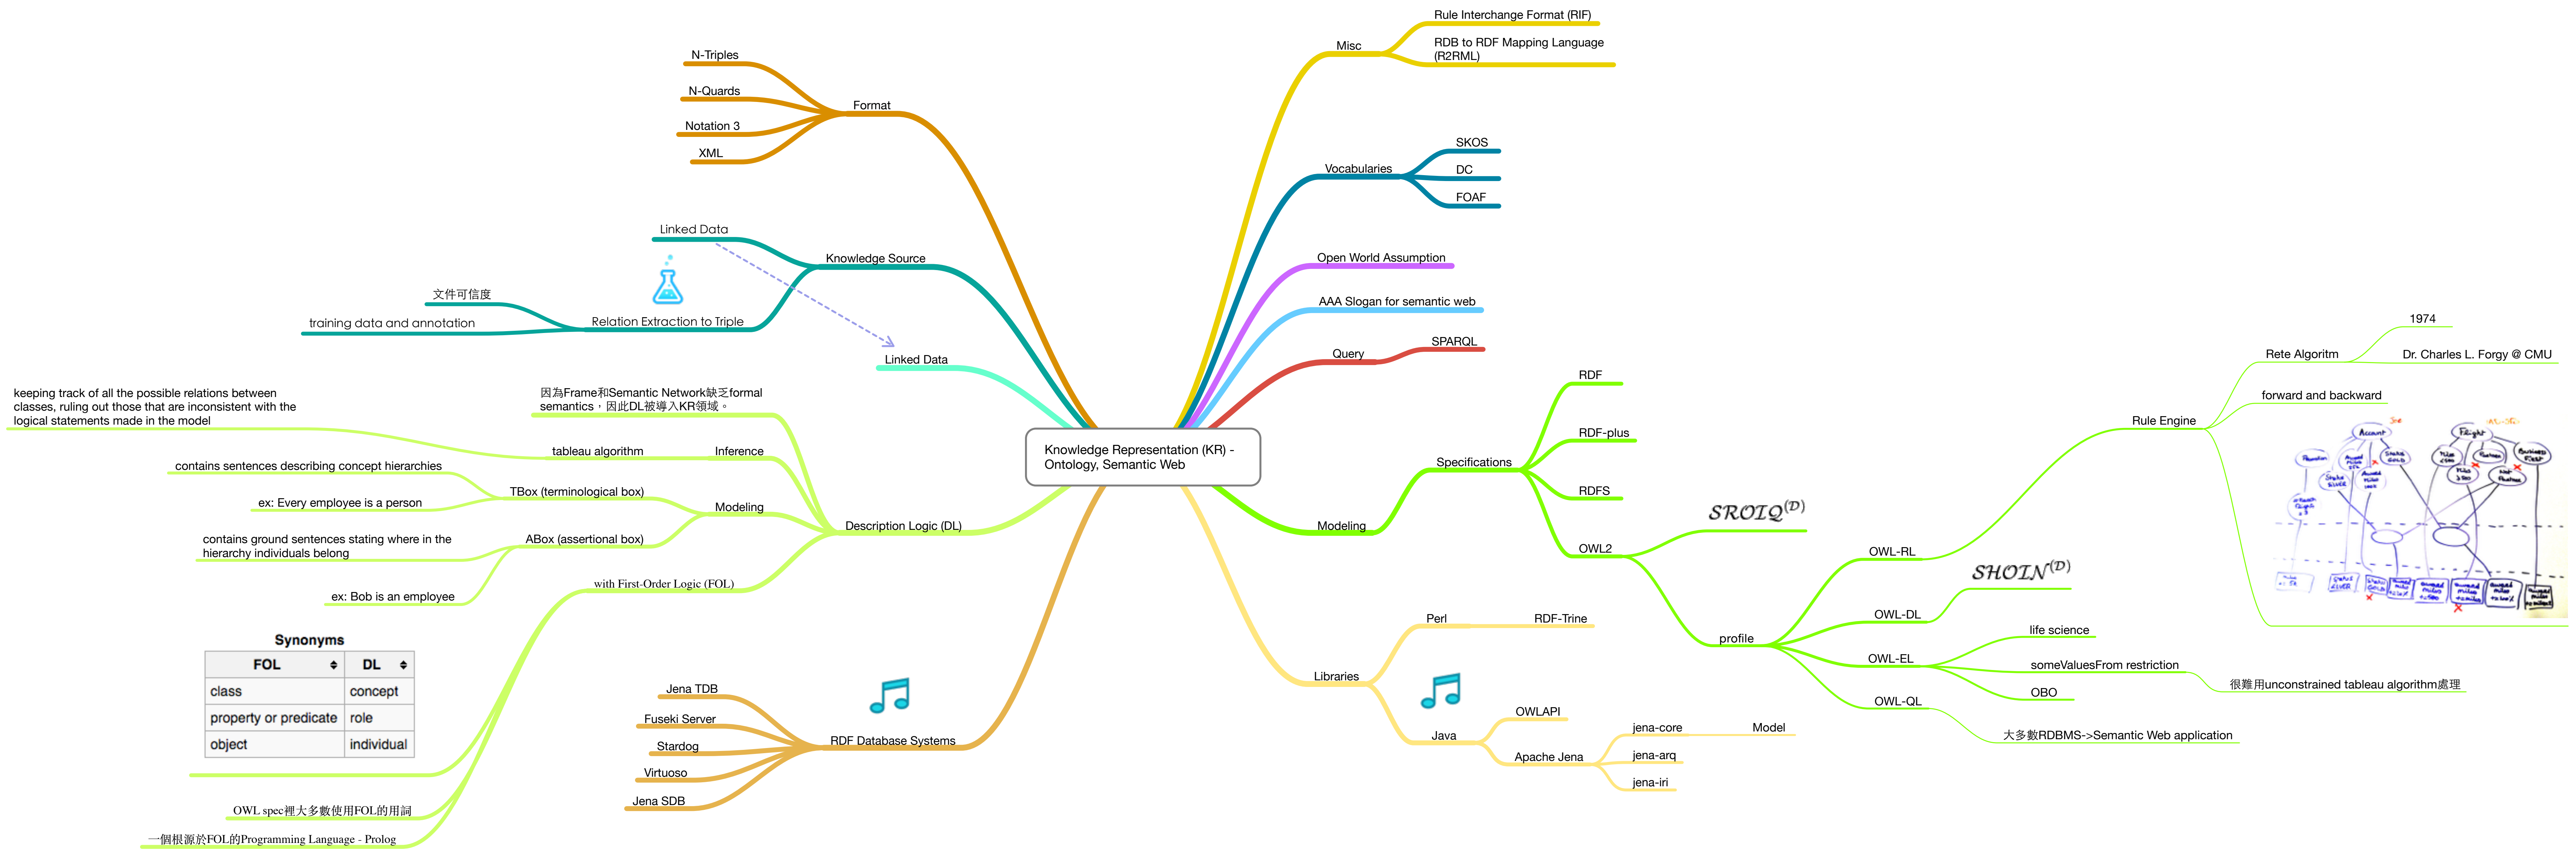 Knowledge Representation (KR) -
Ontology, Semantic Web
Misc
Rule Interchange Format (RIF)
RDB to RDF Mapping Language
(R2RML)
Vocabularies
SKOS
DC
FOAF
Open World Assumption
AAA Slogan for semantic web
Query
SPARQL
Modeling
Specifications
RDF
RDF-plus
RDFS
OWL2
SROIQ(D)
profile
OWL-RL
Rule Engine
Rete Algoritm
1974
Dr. Charles L. Forgy @ CMU
forward and backward
Account
Flight
OWL-DL
SHOIN(D)
OWL-EL
life science
someValuesFrom restriction
很難用unconstrained tableau algorithm處理
OBO
OWL-QL
大多數RDBMS->Semantic Web application
Libraries
Perl
RDF-Trine
Java
OWLAPI
Apache Jena
jena-core
Model
jena-arq
jena-iri
Format
N-Triples
N-Quards
Notation 3
XML
Knowledge Source
Linked Data
Relation Extraction to Triple
文件可信度
training data and annotation
Linked Data
Description Logic (DL)
因為Frame和Semantic Network缺乏formal
semantics，因此DL被導入KR領域。
Inference
tableau algorithm
keeping track of all the possible relations between
classes, ruling out those that are inconsistent with the
logical statements made in the model
Modeling
TBox (terminological box)
contains sentences describing concept hierarchies
ex: Every employee is a person
ABox (assertional box)
contains ground sentences stating where in the
hierarchy individuals belong
ex: Bob is an employee
with First-Order Logic (FOL)
Synonyms
FOL DL
class concept
property or predicate role
object individual
OWL spec裡大多數使用FOL的用詞
一個根源於FOL的Programming Language - Prolog
RDF Database Systems
Jena TDB
Fuseki Server
Stardog
Virtuoso
Jena SDB